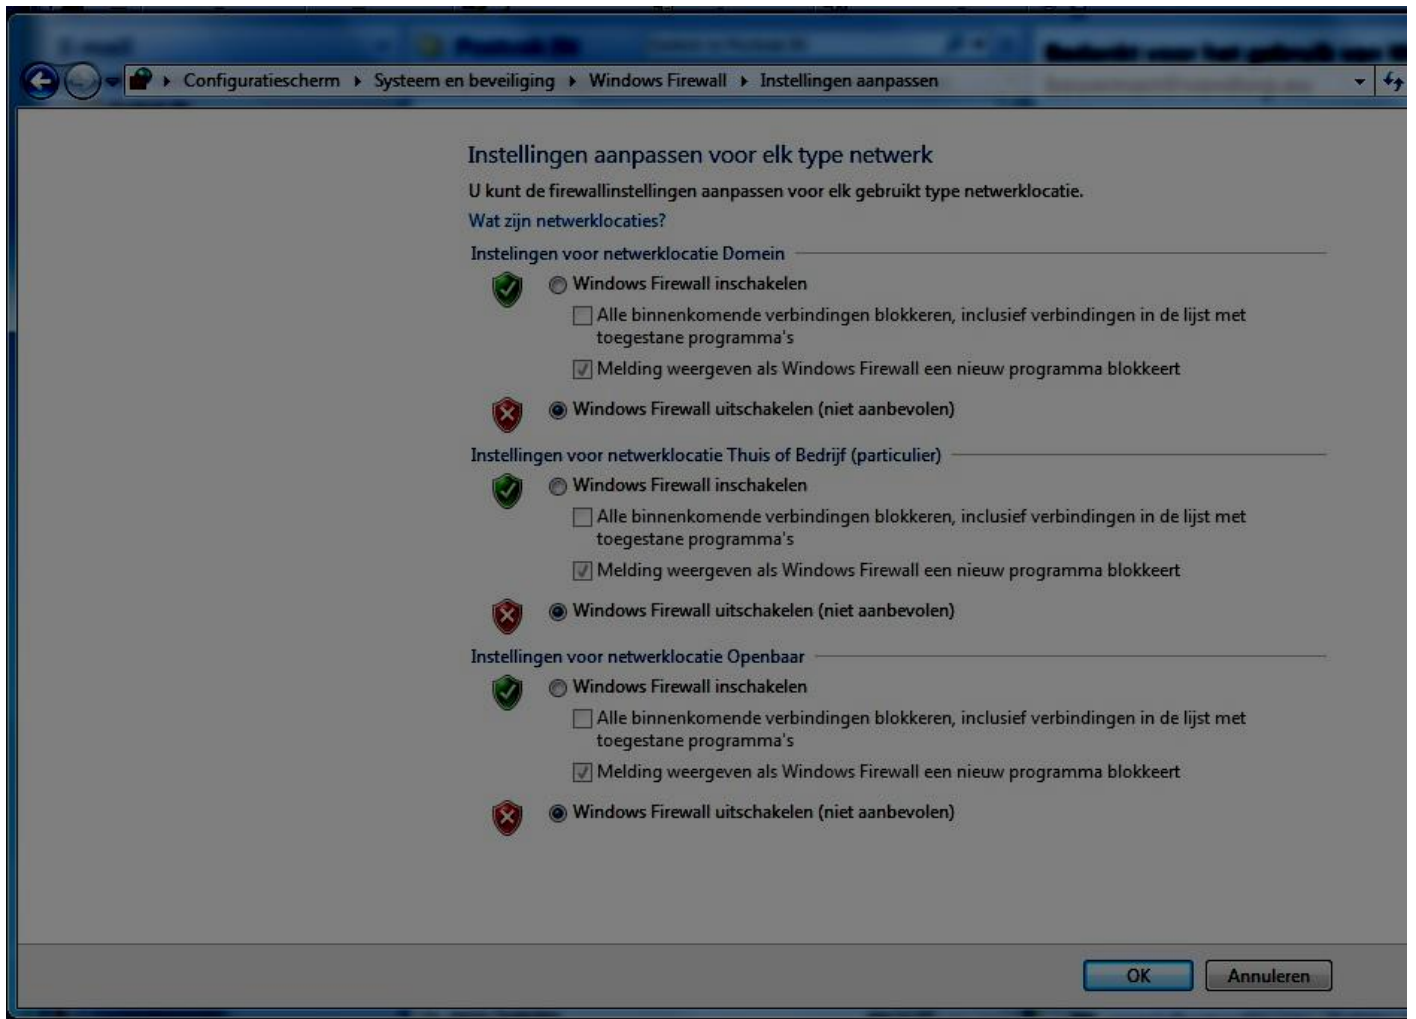 Configuratiescherm Systeem en beveiliging Windows Firewall Instellingen aanpassen
Instellingen aanpassen voor elk type netwerk
U kunt de firewallinstellingen aanpassen voor elk gebruikt type netwerklocatie.
Wat zijn netwerklocaties?
Instelingen voor netwerklocatie Domein
Windows Firewall inschakelen
Alle binnenkomende verbindingen blokkeren, inclusief verbindingen in de lijst met
toegestane programma's
Melding weergeven als Windows Firewall een nieuw programma blokkeert
Windows Firewall uitschakelen (niet aanbevolen)
Instellingen voor netwerklocatie Thuis of Bedrijf (particulier)
Windows Firewall inschakelen
Alle binnenkomende verbindingen blokkeren, inclusief verbindingen in de lijst met
toegestane programma's
Melding weergeven als Windows Firewall een nieuw programma blokkeert
Windows Firewall uitschakelen (niet aanbevolen)
Instellingen voor netwerklocatie Openbaar
Windows Firewall inschakelen
Alle binnenkomende verbindingen blokkeren, inclusief verbindingen in de lijst met
toegestane programma's
Melding weergeven als Windows Firewall een nieuw programma blokkeert
Windows Firewall uitschakelen (niet aanbevolen)
OK Annuleren